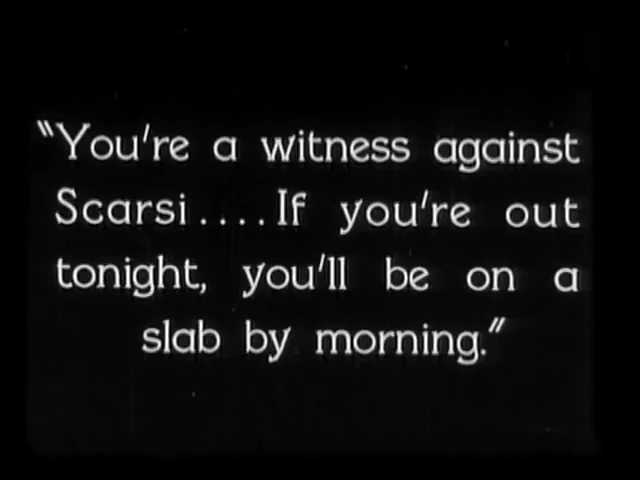 "You're a witness against
Scarsi....If you're out
tonight, you'll be on a
slab by morning."